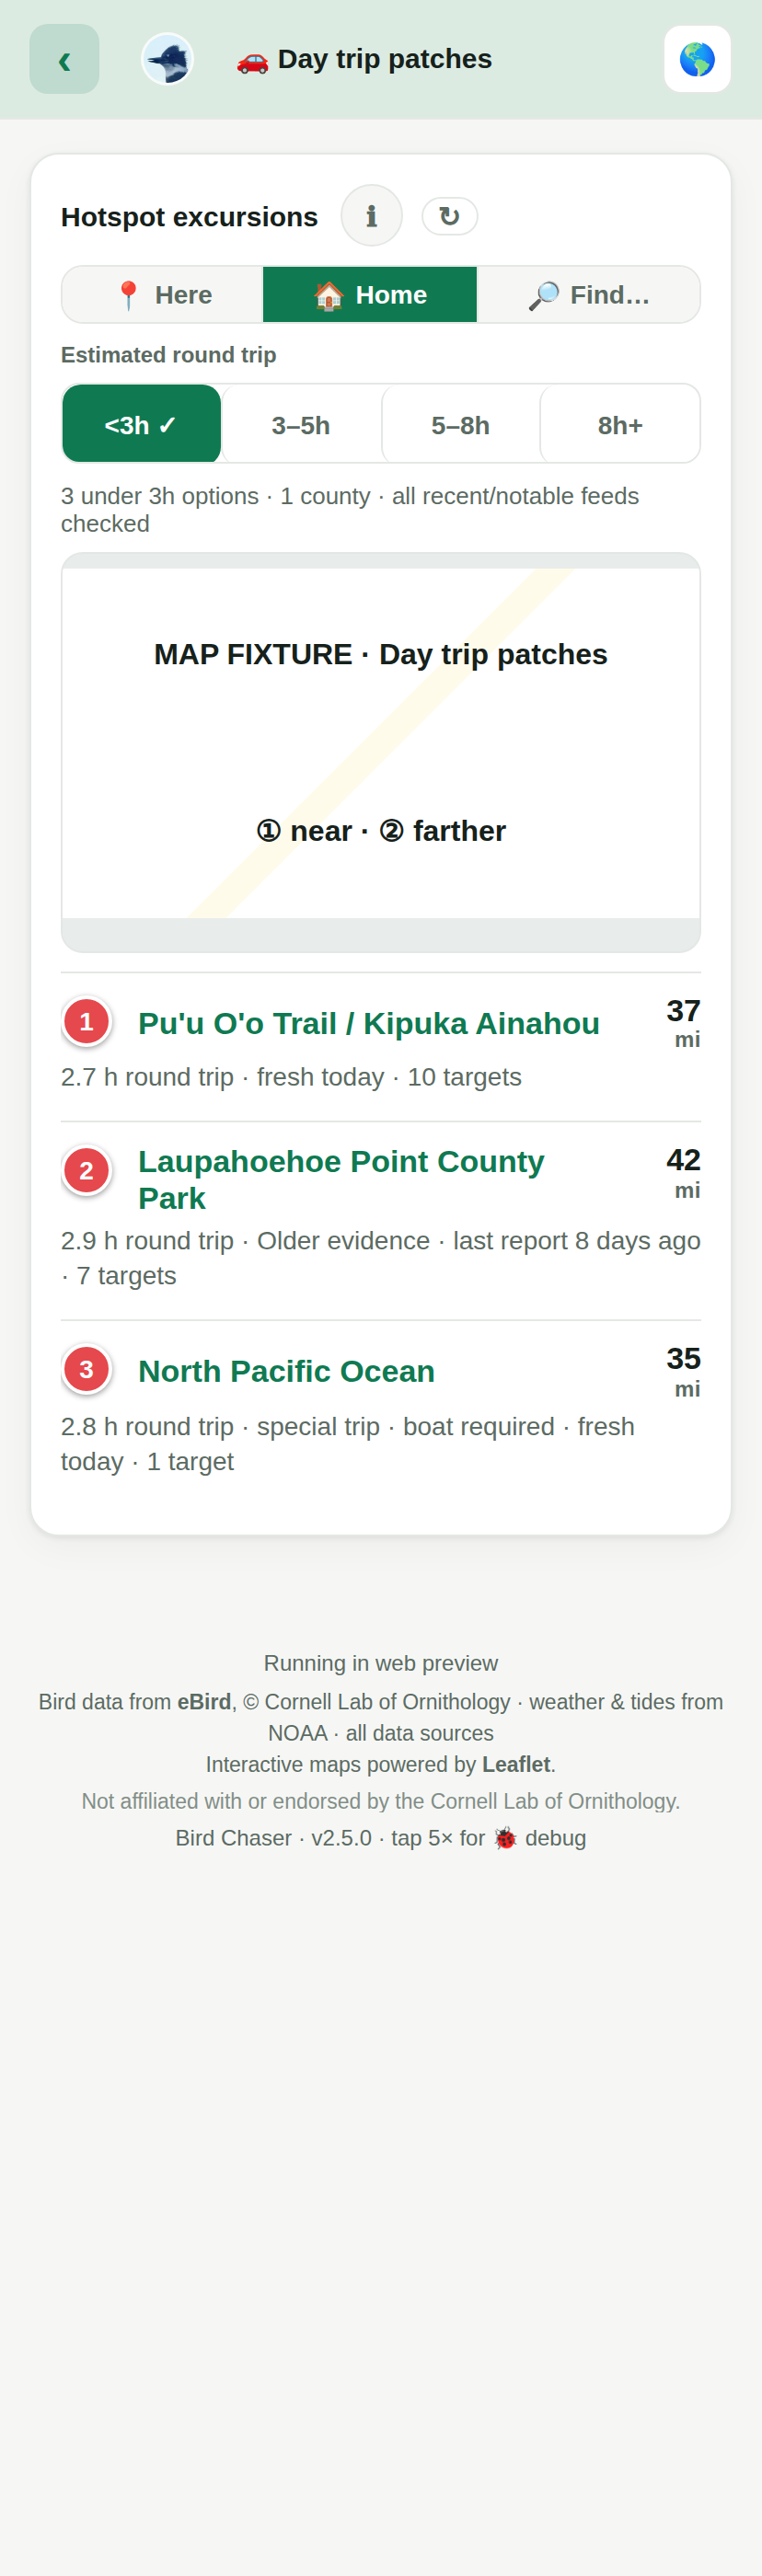 ‹ 🚗 Day trip patches 🌎
Hotspot excursions ℹ ↻
📍 Here 🏠 Home 🔎 Find…
Estimated round trip
<3h ✓ 3–5h 5–8h 8h+
3 under 3h options · 1 county · all recent/notable feeds
checked
MAP FIXTURE · Day trip patches
① near · ② farther
1 Pu'u O'o Trail / Kipuka Ainahou 37
mi
2.7 h round trip · fresh today · 10 targets
2 Laupahoehoe Point County 42
Park mi
2.9 h round trip · Older evidence · last report 8 days ago
· 7 targets
3 North Pacific Ocean 35
mi
2.8 h round trip · special trip · boat required · fresh
today · 1 target
Running in web preview
Bird data from eBird, © Cornell Lab of Ornithology · weather & tides from
NOAA · all data sources
Interactive maps powered by Leaflet.
Not affiliated with or endorsed by the Cornell Lab of Ornithology.
Bird Chaser · v2.5.0 · tap 5× for 🐞 debug